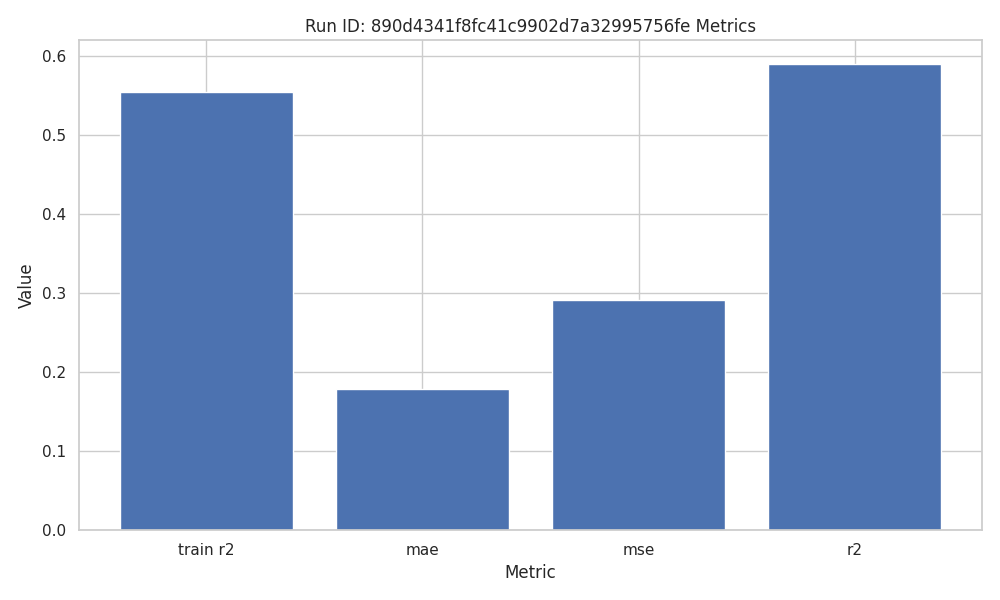 Run ID: 890d4341f8fc41c9902d7a32995756fe Metrics
0.6
0.5
0.4
0.3
0.2
0.1
0.0
Value
train r2
mae
mse
r2
Metric